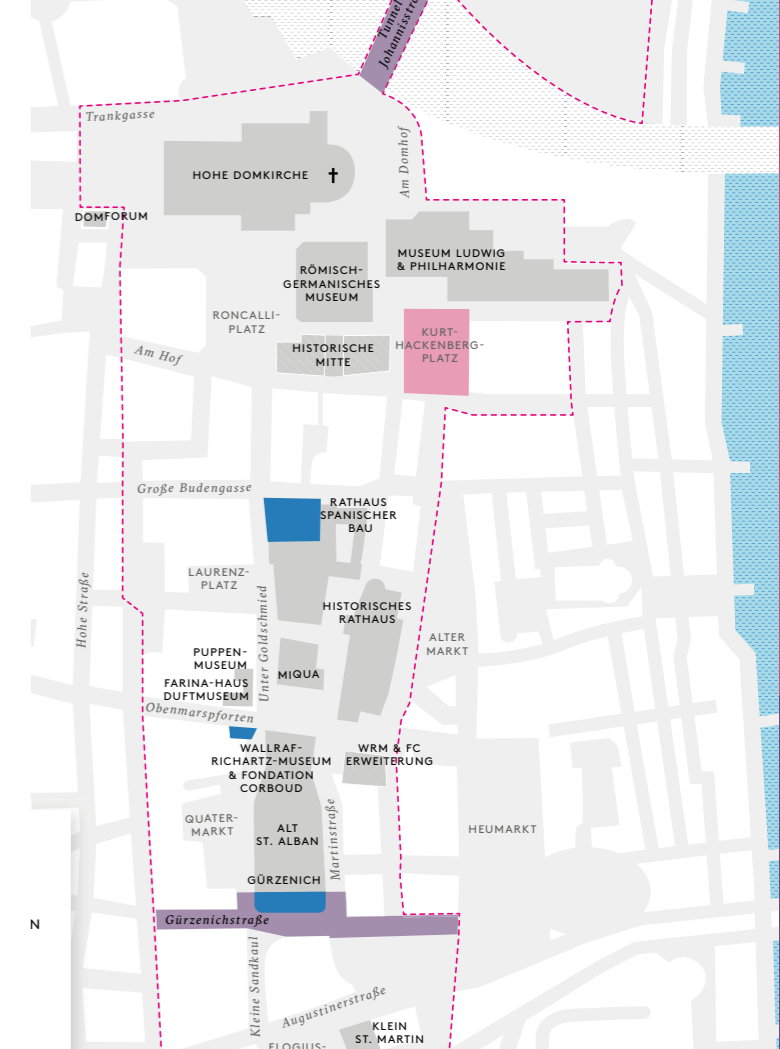 Tunnel
Johannisstra
Trankgasse
Am Domhof
HOHE DOMKIRCHE
DOMFORUM
MUSEUM LUDWIG
& PHILHARMONIE
RÖMISCH-
GERMANISCHES
MUSEUM
RONCALLI-
PLATZ
KURT-
HACKENBERG-
PLATZ
HISTORISCHE
MITTE
Am Hof
Große Budengasse
RATHAUS
SPANISCHER
BAU
LAURENZ-
PLATZ
Hohe Straße
Unter Goldschmied
HISTORISCHES
RATHAUS
ALTER
MARKT
PUPPEN-
MUSEUM
MIQUA
FARINA-HAUS
DUFTMUSEUM
Obenmarspforten
WALLRAF-
RICHARTZ-MUSEUM
& FONDATION
CORBOUD
WRM & FC
ERWEITERUNG
QUATER-
MARKT
ALT
ST. ALBAN
Martinstraße
HEUMARKT
GÜRZENICH
Gürzenichstraße
N
Kleine Sandkaul
Augustinerstraße
KLEIN
ST. MARTIN
ELOGIUS-